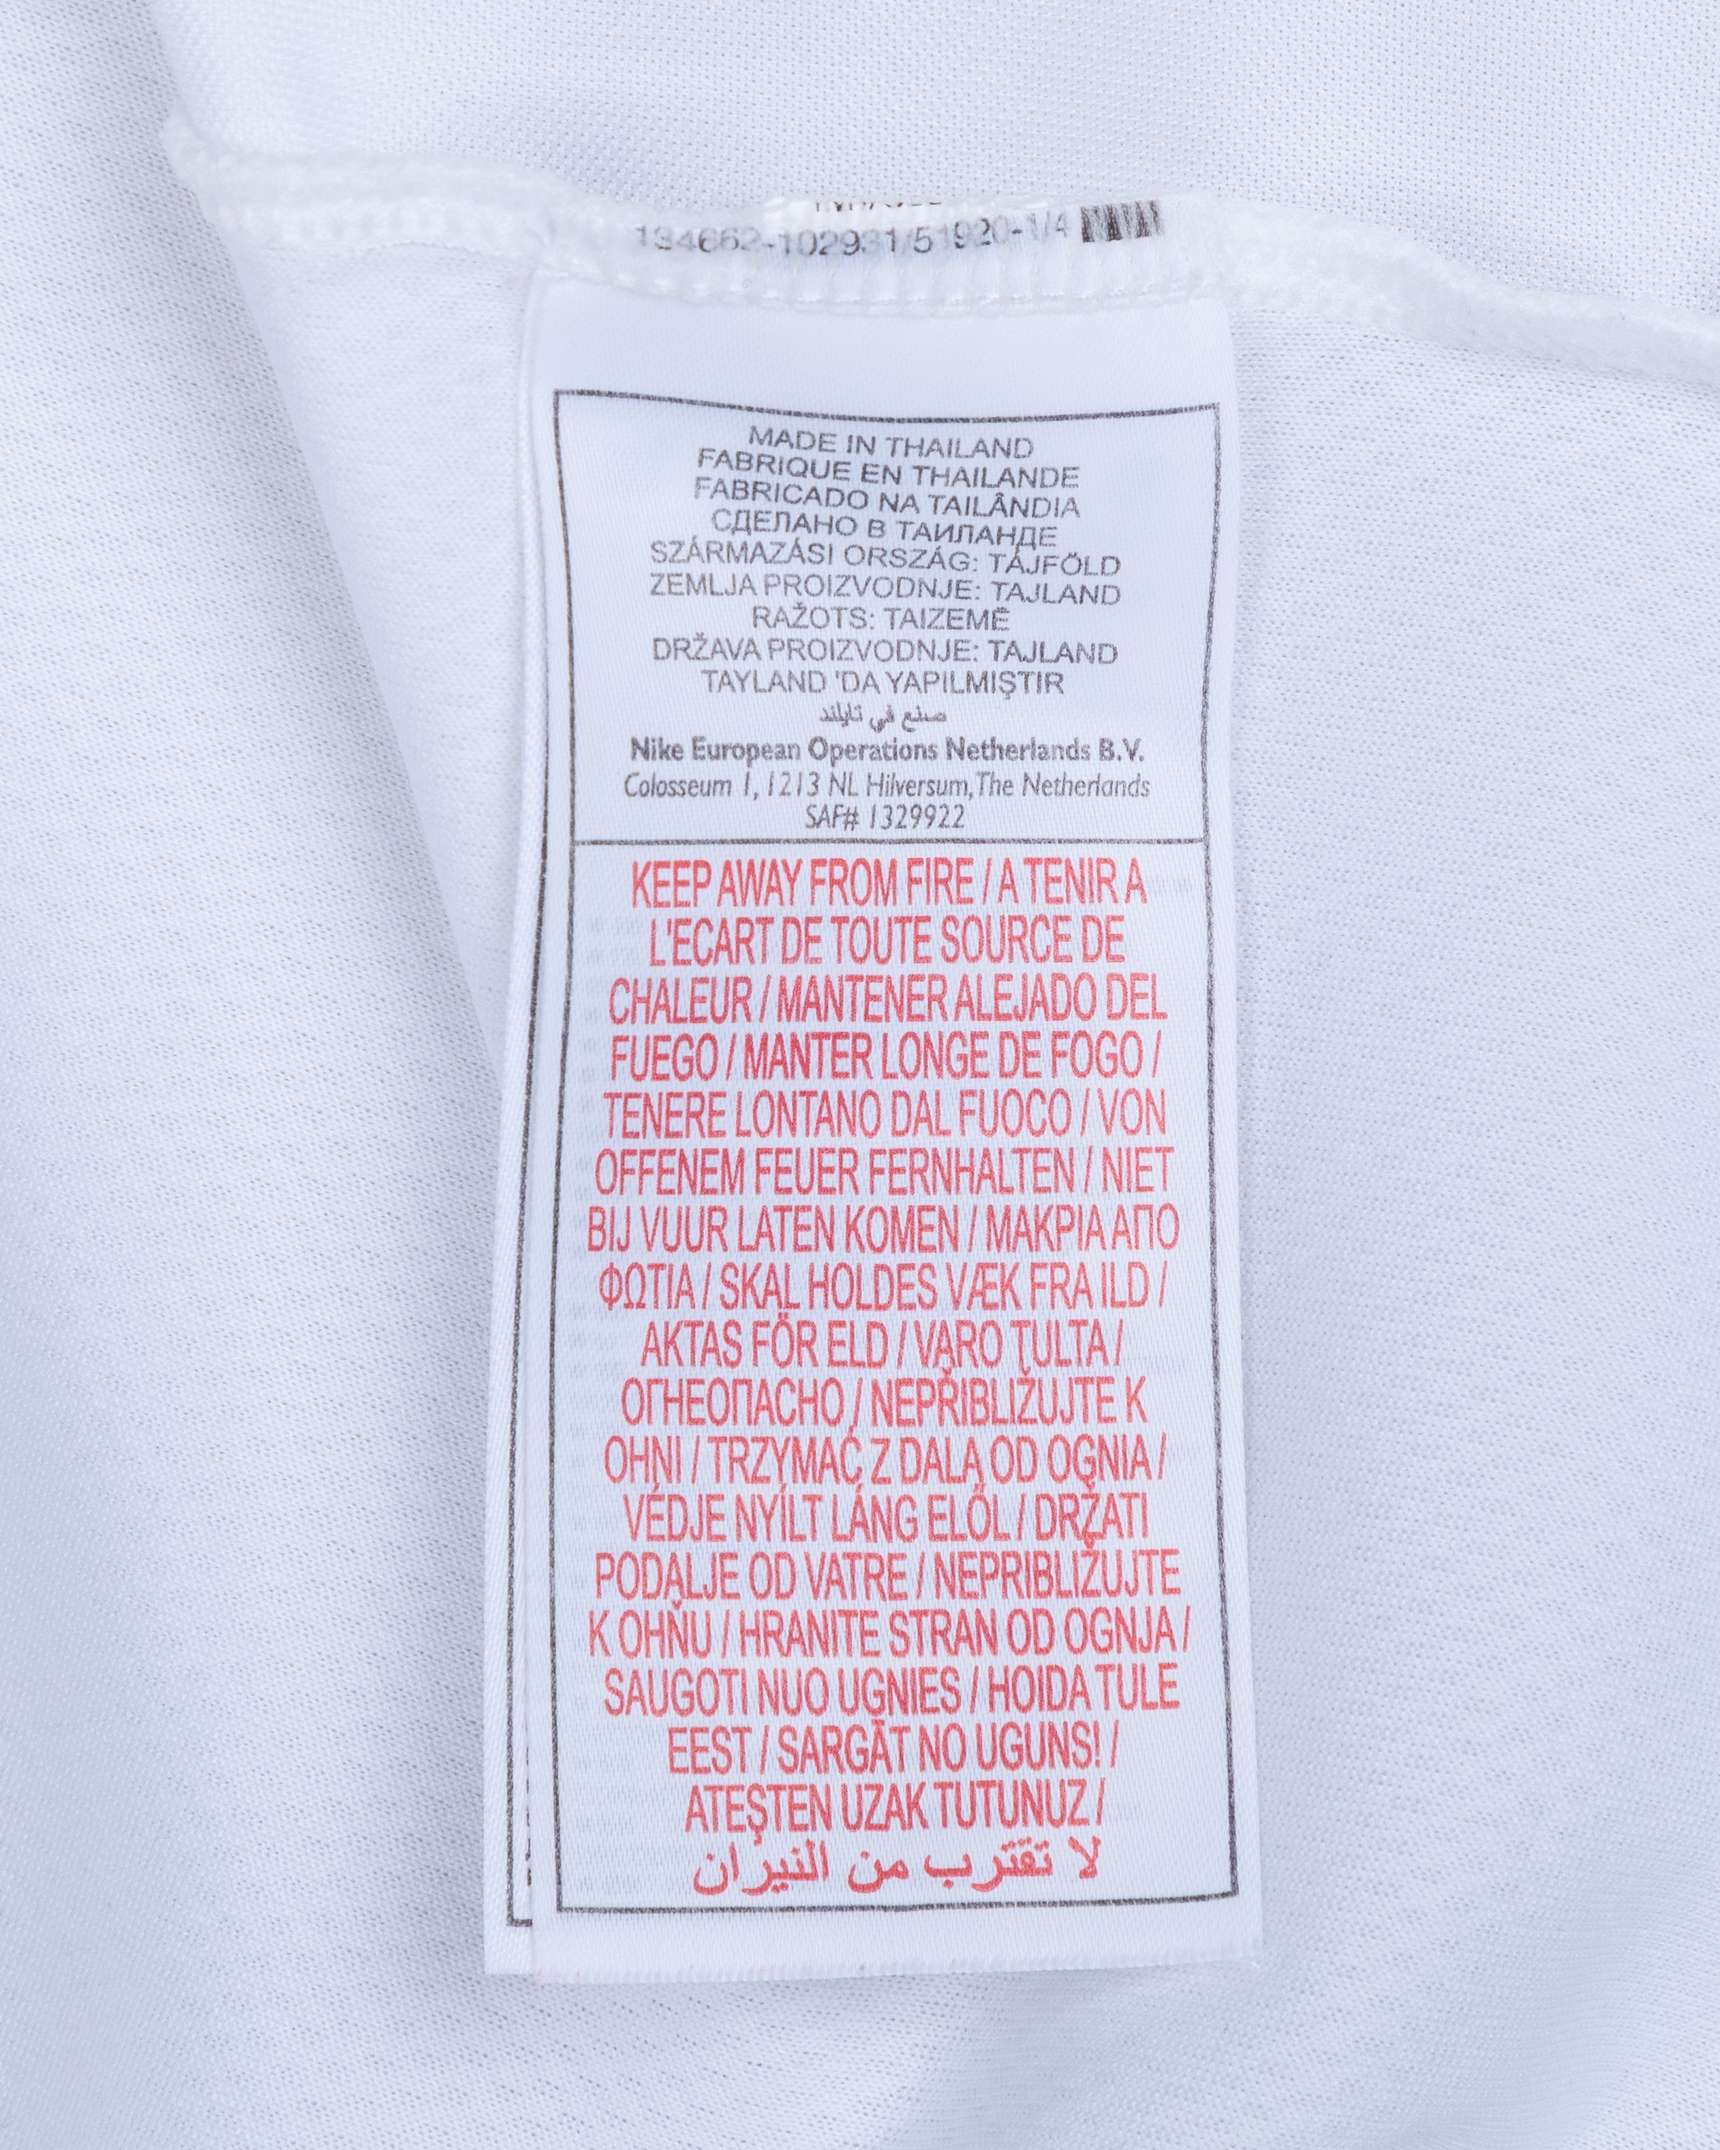 134662-102931/51920-1/4
MADE IN THAILAND
FABRIQUE EN THAILANDE
FABRICADO NA TAILÂNDIA
СДЕЛАНО В ТАИЛАНДЕ
SZÁRMAZÁSI ORSZÁG: TÁJFÖLD
ZEMLJA PROIZVODNJE: TAJLAND
RAŽOTS: TAIZEMĒ
DRŽAVA PROIZVODNJE: TAJLAND
TAYLAND 'DA YAPILMIŞTIR
صنع في تايلند
Nike European Operations Netherlands B.V.
Colosseum 1, 1213 NL Hilversum, The Netherlands
SAF# 1329922
KEEP AWAY FROM FIRE / A TENIR A
L'ECART DE TOUTE SOURCE DE
CHALEUR / MANTENER ALEJADO DEL
FUEGO / MANTER LONGE DE FOGO /
TENERE LONTANO DAL FUOCO / VON
OFFENEM FEUER FERNHALTEN / NIET
BIJ VUUR LATEN KOMEN / ΜΑΚΡΙΑ ΑΠΟ
ΦΩΤΙΑ / SKAL HOLDES VÆK FRA ILD /
AKTAS FÖR ELD / VARO TULTA /
ОГНЕОПАСНО / NEPŘIBLIŽUJTE K
OHNI / TRZYMAĆ Z DALA OD OGNIA /
VÉDJE NYÍLT LÁNG ELŐL / DRŽATI
PODALJE OD VATRE / NEPRIBLIŽUJTE
K OHŇU / HRANITE STRAN OD OGNJA /
SAUGOTI NUO UGNIES / HOIDA TULE
EEST / SARGĀT NO UGUNS! /
ATEŞTEN UZAK TUTUNUZ /
لا تقترب من النيران